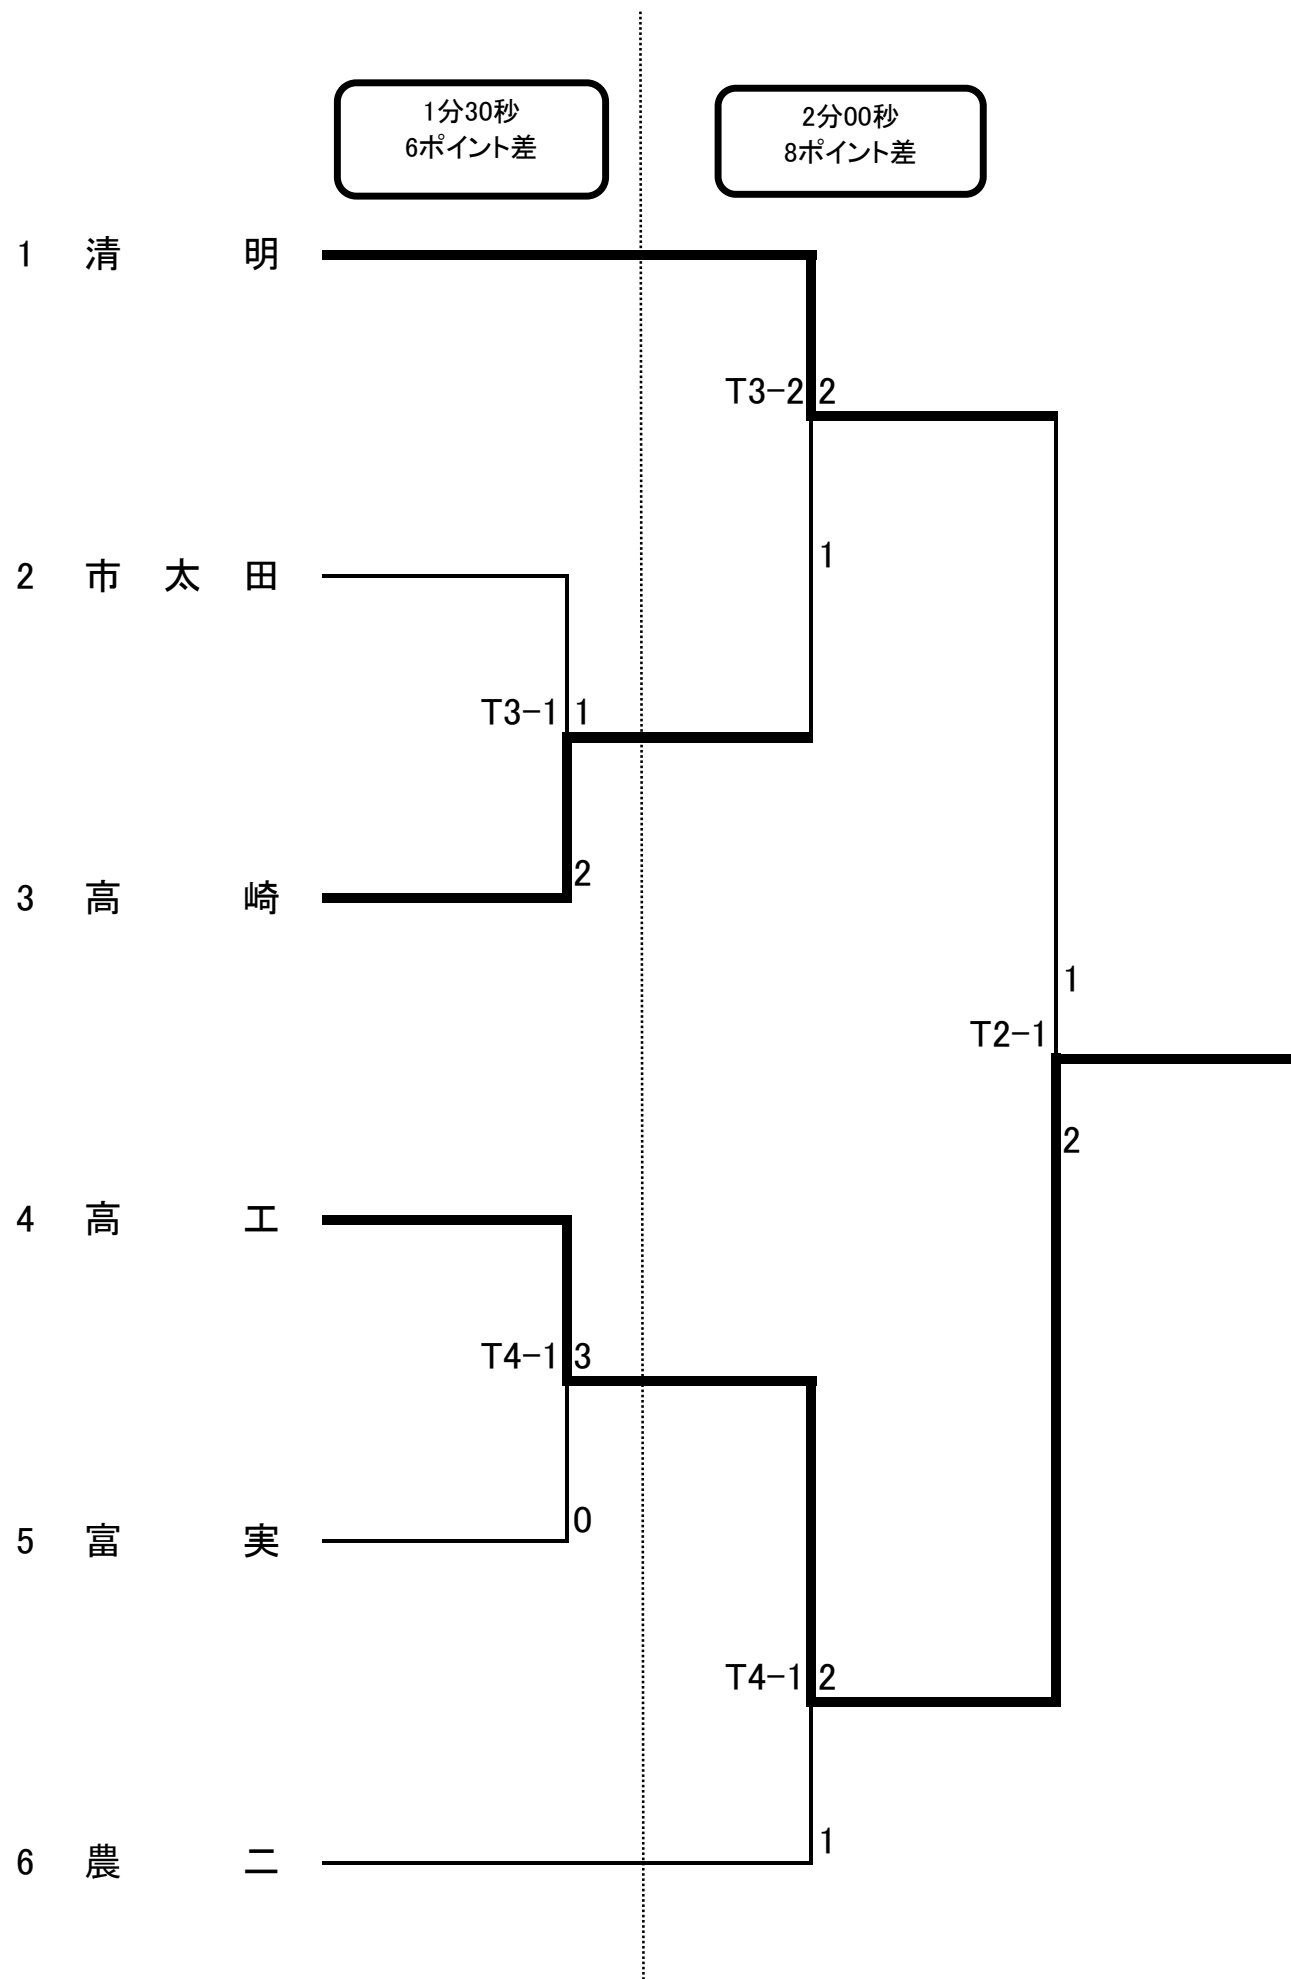 1分30秒
6ポイント差
2分00秒
8ポイント差
1 清 明
T3-2 2
1
2 市 太 田
T3-1 1
2
3 高 崎
1
T2-1
2
4 高 工
T4-1 3
0
5 富 実
T4-1 2
1
6 農 二